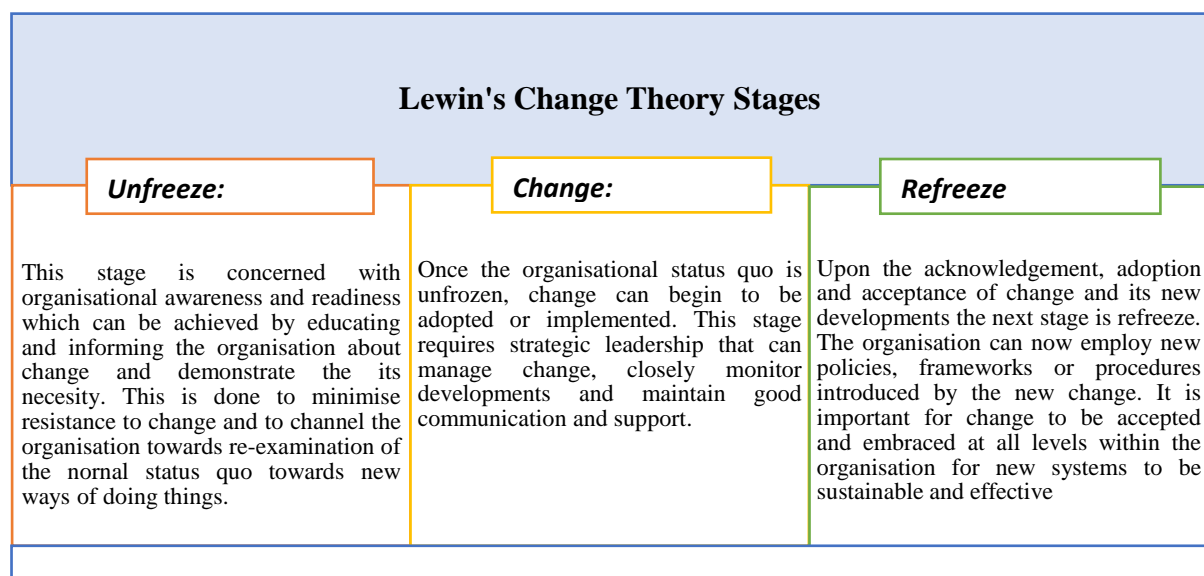 Lewin's Change Theory Stages
Unfreeze:
This stage is concerned with
organisational awareness and readiness
which can be achieved by educating
and informing the organisation about
change and demonstrate the its
necesity. This is done to minimise
resistance to change and to channel the
organisation towards re-examination of
the nornal status quo towards new
ways of doing things.
Change:
Once the organisational status quo is
unfrozen, change can begin to be
adopted or implemented. This stage
requires strategic leadership that can
manage change, closely monitor
developments and maintain good
communication and support.
Refreeze
Upon the acknowledgement, adoption
and acceptance of change and its new
developments the next stage is refreeze.
The organisation can now employ new
policies, frameworks or procedures
introduced by the new change. It is
important for change to be accepted
and embraced at all levels within the
organisation for new systems to be
sustainable and effective